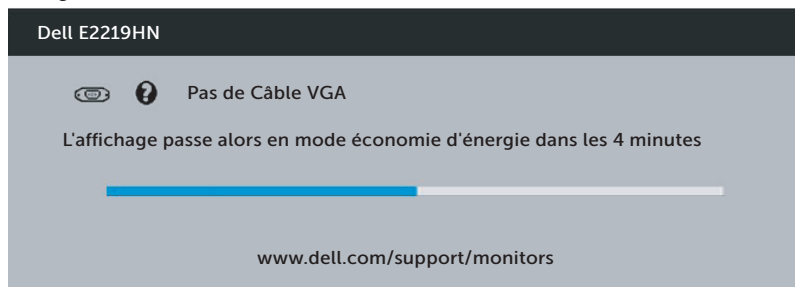 Dell E2219HN
Pas de Câble VGA
L'affichage passe alors en mode économie d'énergie dans les 4 minutes
www.dell.com/support/monitors